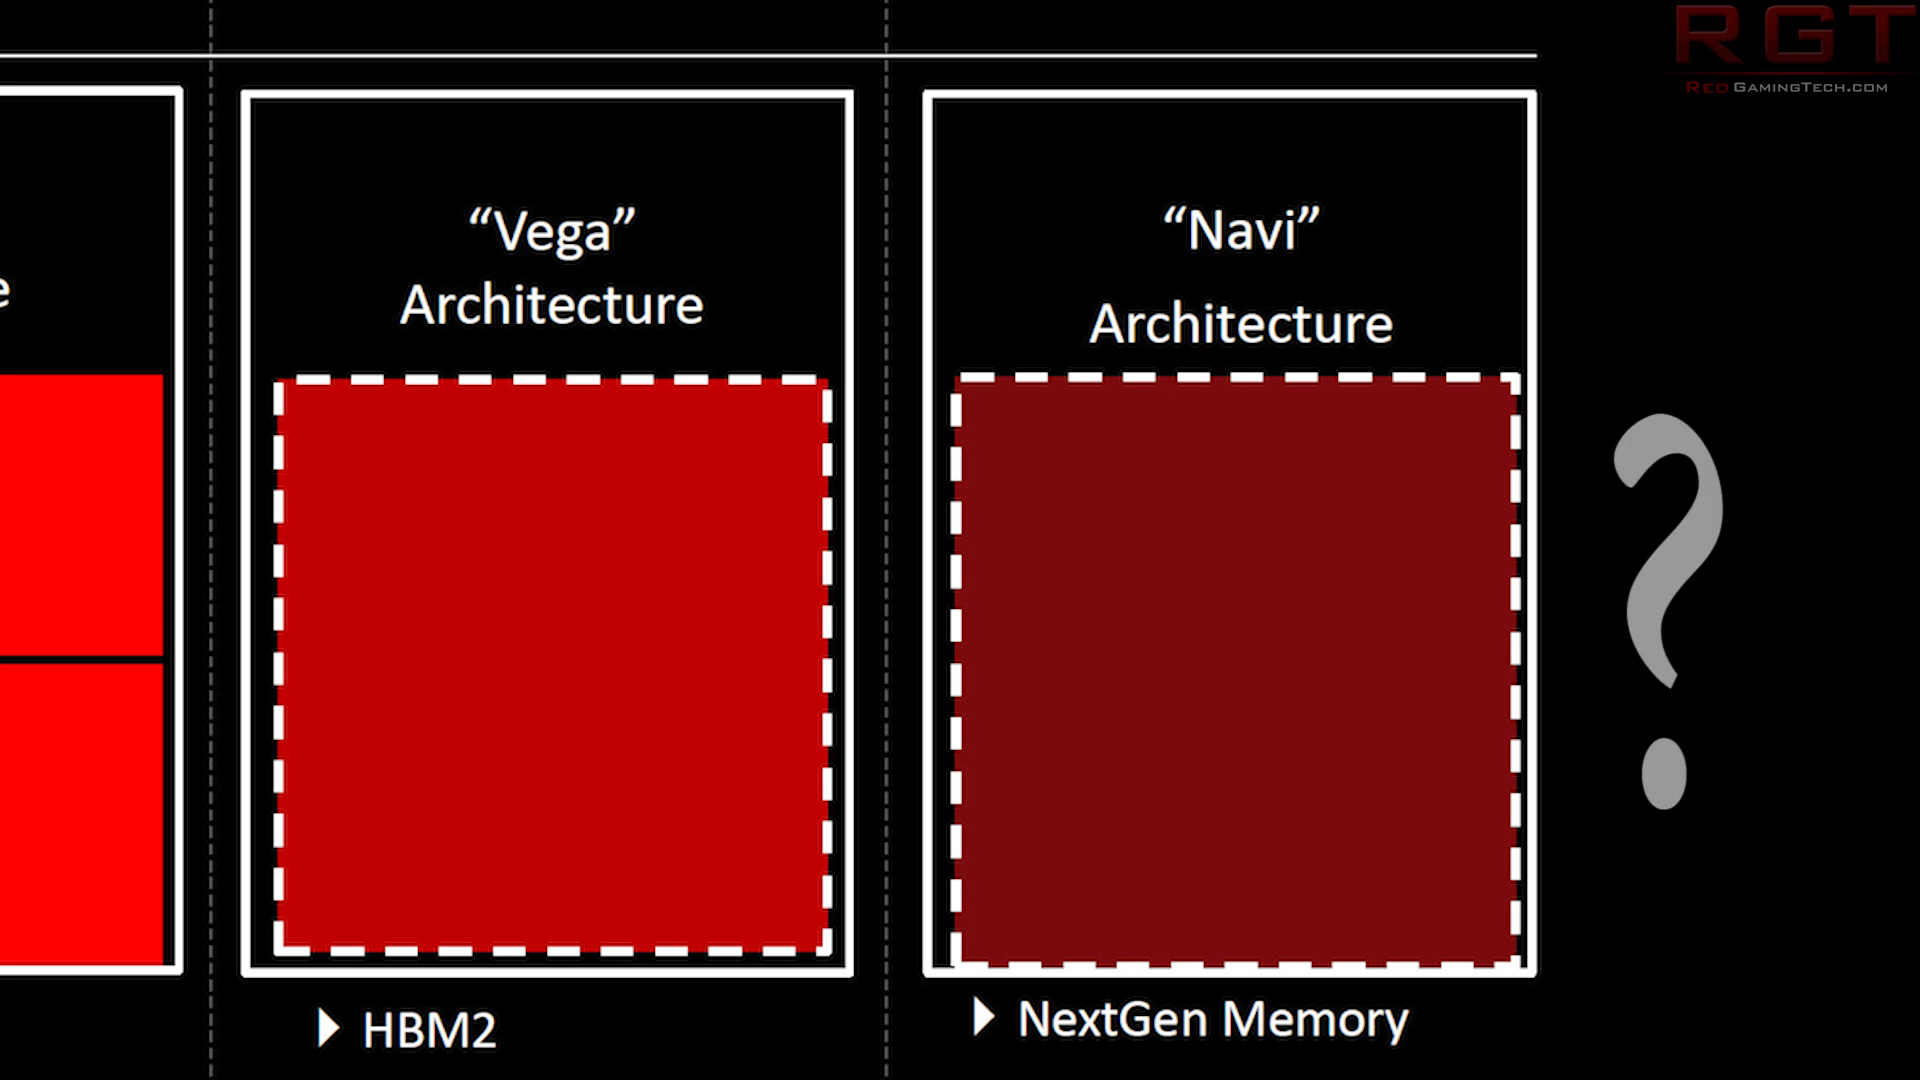 RGT
RED GAMINGTECH.COM
e
“Vega”
Architecture
“Navi”
Architecture
?
HBM2
NextGen Memory